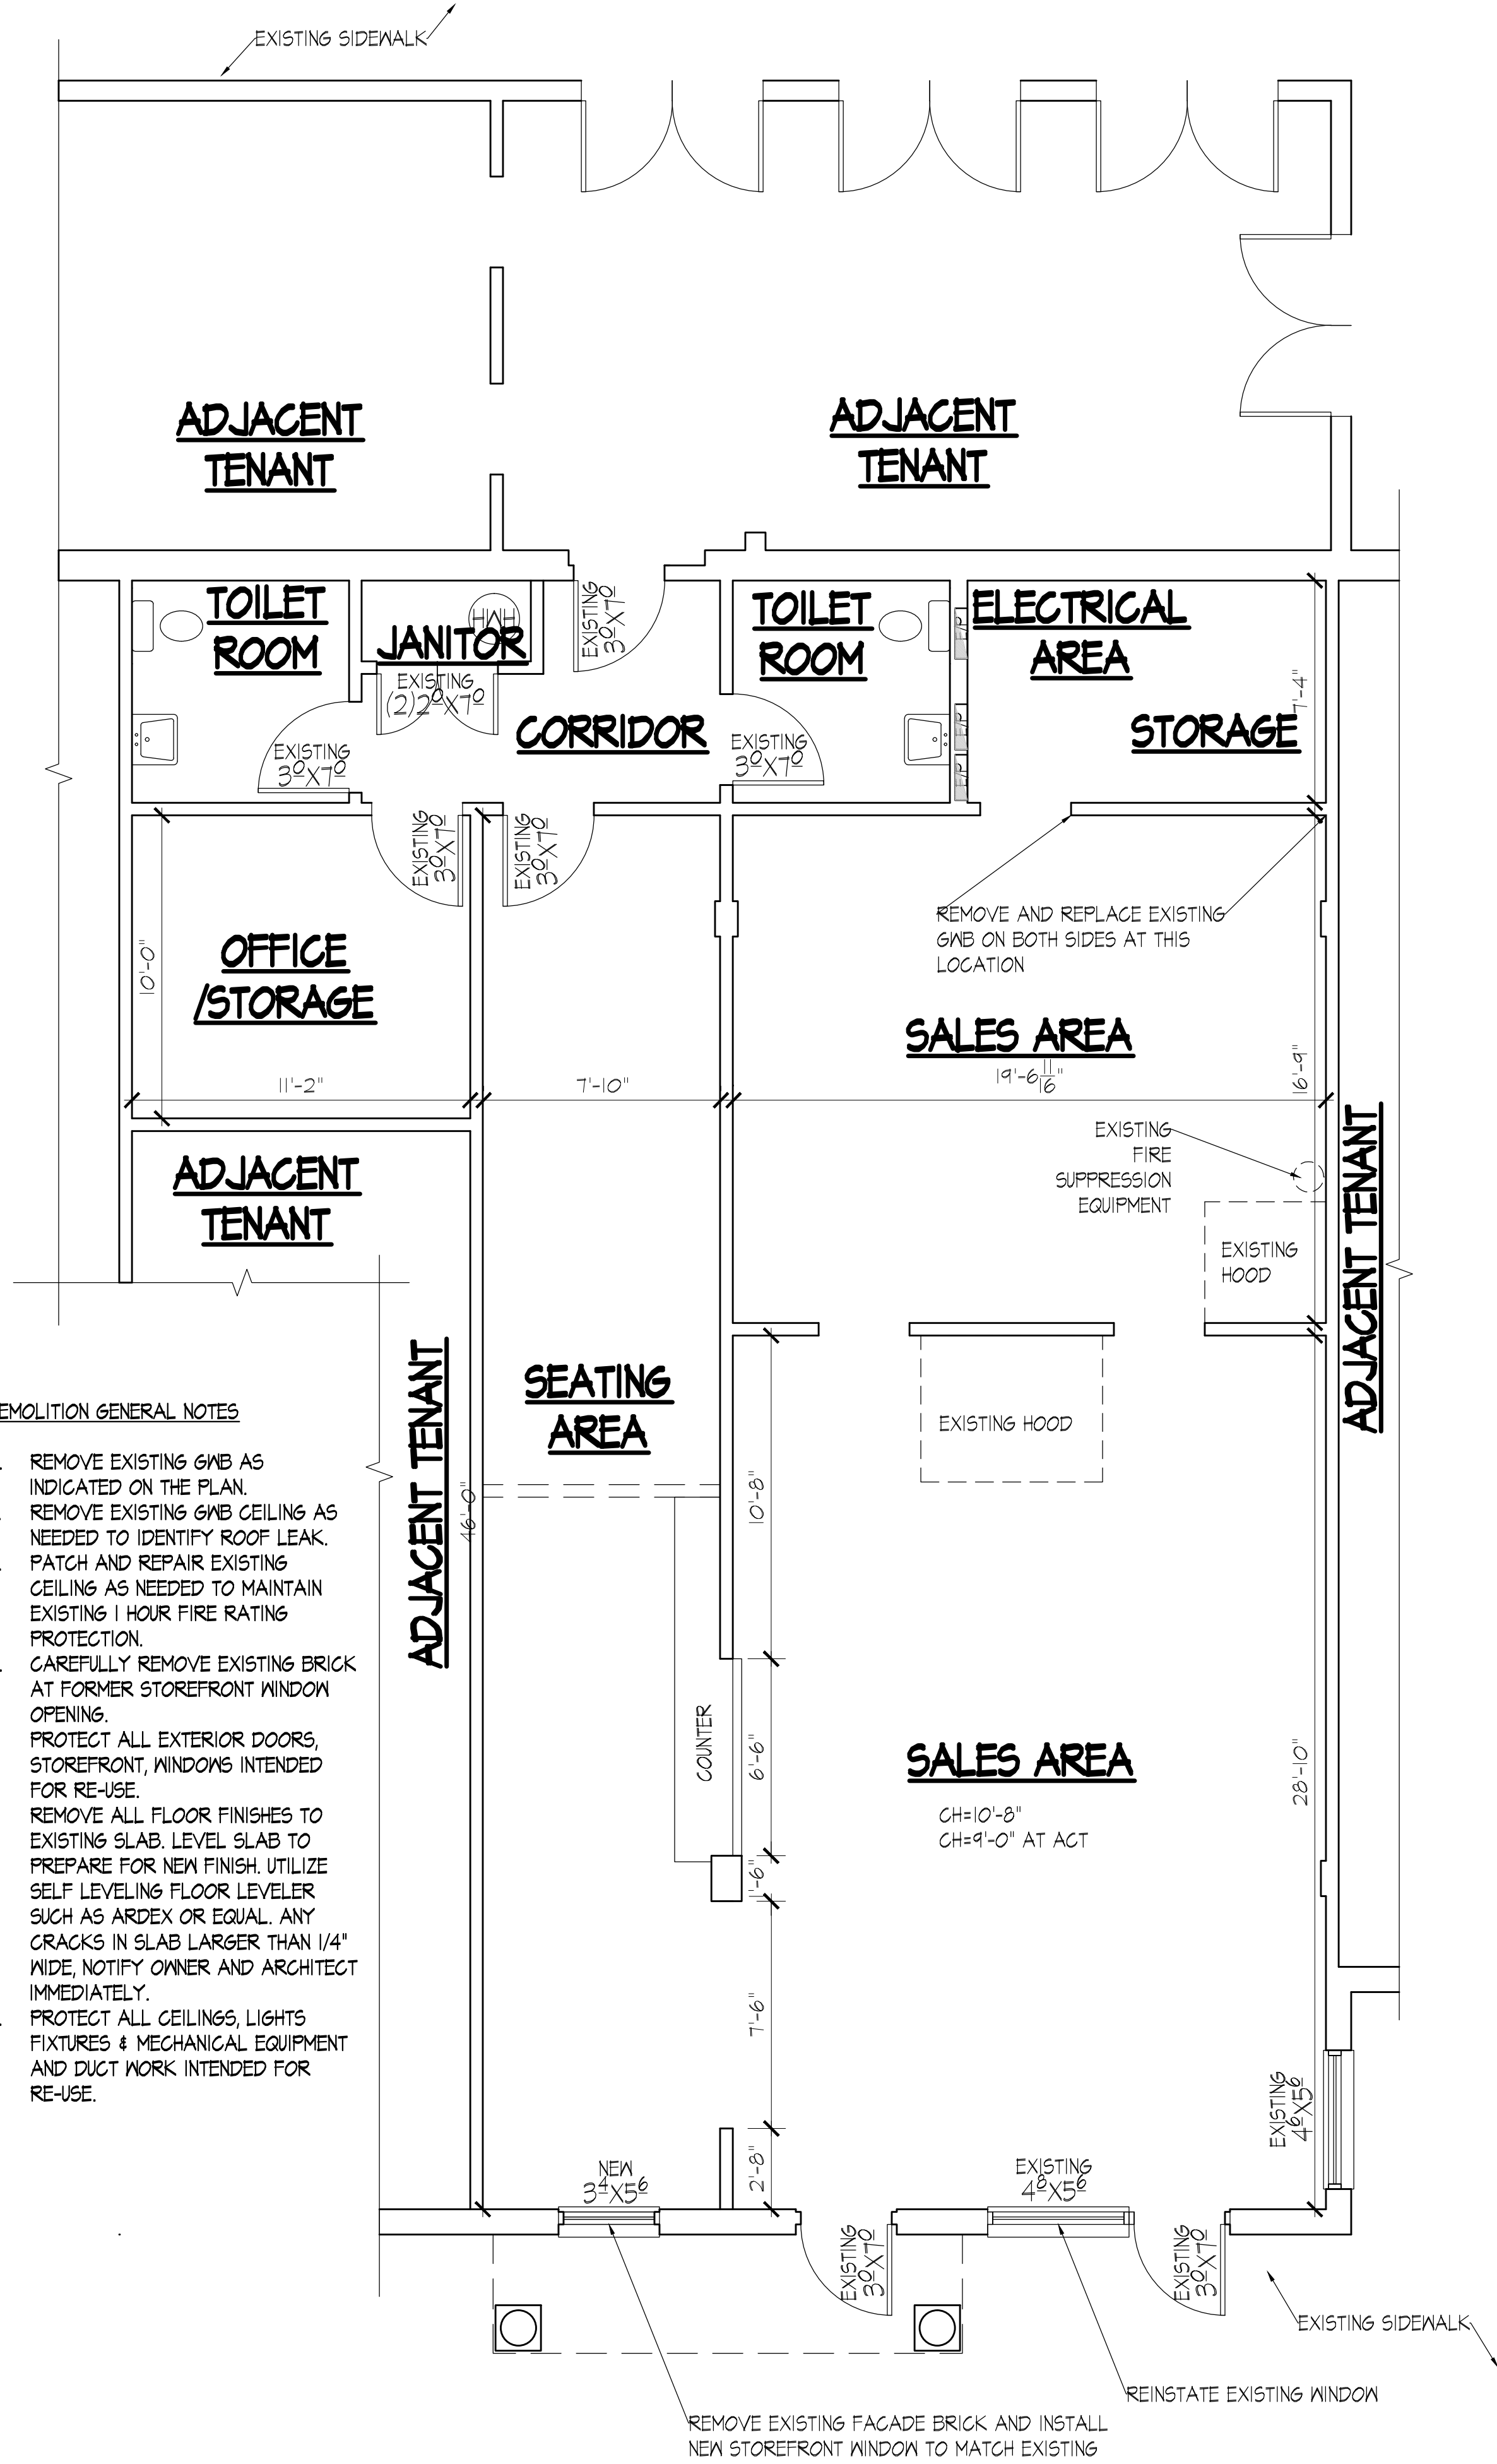 EXISTING SIDEWALK
ADJACENT
TENANT
ADJACENT
TENANT
TOILET
ROOM
JANITOR
HWH
EXISTING
(2)2⁰X7⁰
EXISTING
3⁰X7⁰
TOILET
ROOM
ELECTRICAL
AREA
E/P
E/P
E/P
STORAGE
7'-4"
CORRIDOR
EXISTING
3⁰X7⁰
EXISTING
3⁰X7⁰
EXISTING
3⁰X7⁰
EXISTING
3⁰X7⁰
REMOVE AND REPLACE EXISTING
GWB ON BOTH SIDES AT THIS
LOCATION
OFFICE
/STORAGE
10'-0"
SALES AREA
19'-6 11/16"
11'-2"
7'-10"
16'-9"
EXISTING
FIRE
SUPPRESSION
EQUIPMENT
EXISTING
HOOD
ADJACENT
TENANT
ADJACENT TENANT
ADJACENT TENANT
SEATING
AREA
EXISTING HOOD
46'-0"
10'-8"
COUNTER
6'-6"
1'-6"
7'-6"
2'-8"
28'-10"
SALES AREA
CH=10'-8"
CH=9'-0" AT ACT
EMOLITION GENERAL NOTES
REMOVE EXISTING GWB AS
INDICATED ON THE PLAN.
REMOVE EXISTING GWB CEILING AS
NEEDED TO IDENTIFY ROOF LEAK.
PATCH AND REPAIR EXISTING
CEILING AS NEEDED TO MAINTAIN
EXISTING 1 HOUR FIRE RATING
PROTECTION.
CAREFULLY REMOVE EXISTING BRICK
AT FORMER STOREFRONT WINDOW
OPENING.
PROTECT ALL EXTERIOR DOORS,
STOREFRONT, WINDOWS INTENDED
FOR RE-USE.
REMOVE ALL FLOOR FINISHES TO
EXISTING SLAB. LEVEL SLAB TO
PREPARE FOR NEW FINISH. UTILIZE
SELF LEVELING FLOOR LEVELER
SUCH AS ARDEX OR EQUAL. ANY
CRACKS IN SLAB LARGER THAN 1/4"
WIDE, NOTIFY OWNER AND ARCHITECT
IMMEDIATELY.
PROTECT ALL CEILINGS, LIGHTS
FIXTURES & MECHANICAL EQUIPMENT
AND DUCT WORK INTENDED FOR
RE-USE.
EXISTING
4⁶X5⁶
NEW
3⁴X5⁶
EXISTING
4⁸X5⁶
EXISTING
3⁰X7⁰
EXISTING
3⁰X7⁰
EXISTING SIDEWALK
REINSTATE EXISTING WINDOW
REMOVE EXISTING FACADE BRICK AND INSTALL
NEW STOREFRONT WINDOW TO MATCH EXISTING